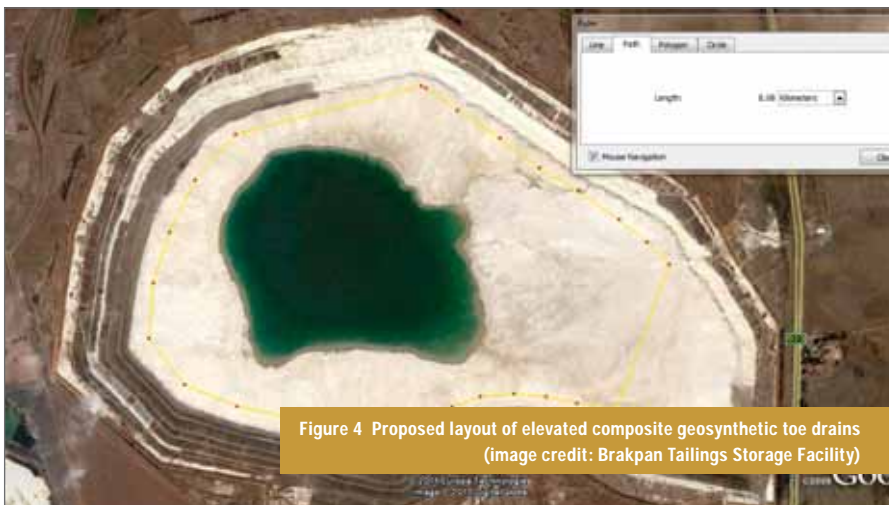 Ruler
Line Path Polygon Circle
Length: Kilometers
Mouse Navigation
Figure 4 Proposed layout of elevated composite geosynthetic toe drains
(image credit: Brakpan Tailings Storage Facility)